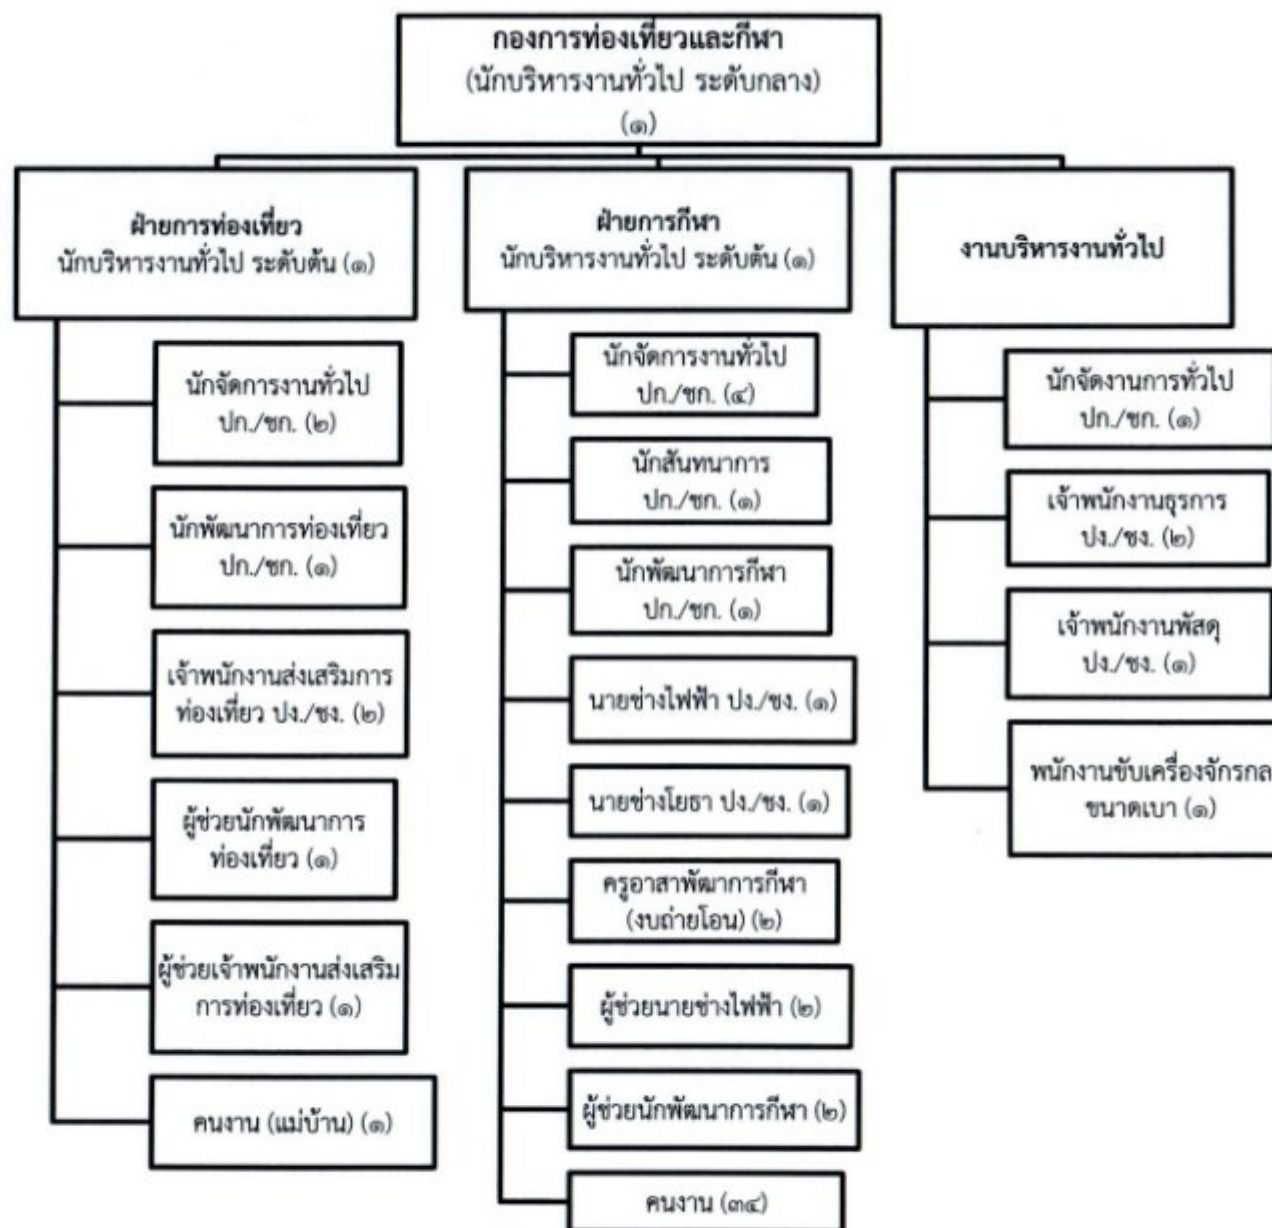 กองการท่องเที่ยวและกีฬา
(นักบริหารงานทั่วไป ระดับกลาง)
(๑)
ฝ่ายการท่องเที่ยว
นักบริหารงานทั่วไป ระดับต้น (๑)
นักจัดการงานทั่วไป
ปก./ชก. (๒)
นักพัฒนาการท่องเที่ยว
ปก./ชก. (๑)
เจ้าพนักงานส่งเสริมการ
ท่องเที่ยว ปง./ชง. (๒)
ผู้ช่วยนักพัฒนาการ
ท่องเที่ยว (๑)
ผู้ช่วยเจ้าพนักงานส่งเสริม
การท่องเที่ยว (๑)
คนงาน (แม่บ้าน) (๑)
ฝ่ายการกีฬา
นักบริหารงานทั่วไป ระดับต้น (๑)
นักจัดการงานทั่วไป
ปก./ชก. (๔)
นักสันทนาการ
ปก./ชก. (๑)
นักพัฒนาการกีฬา
ปก./ชก. (๑)
นายช่างไฟฟ้า ปง./ชง. (๑)
นายช่างโยธา ปง./ชง. (๑)
ครูอาสาพัฒาการกีฬา
(งบถ่ายโอน) (๒)
ผู้ช่วยนายช่างไฟฟ้า (๒)
ผู้ช่วยนักพัฒนาการกีฬา (๒)
คนงาน (๓๔)
งานบริหารงานทั่วไป
นักจัดงานการทั่วไป
ปก./ชก. (๑)
เจ้าพนักงานธุรการ
ปง./ชง. (๒)
เจ้าพนักงานพัสดุ
ปง./ชง. (๑)
พนักงานขับเครื่องจักรกล
ขนาดเบา (๑)